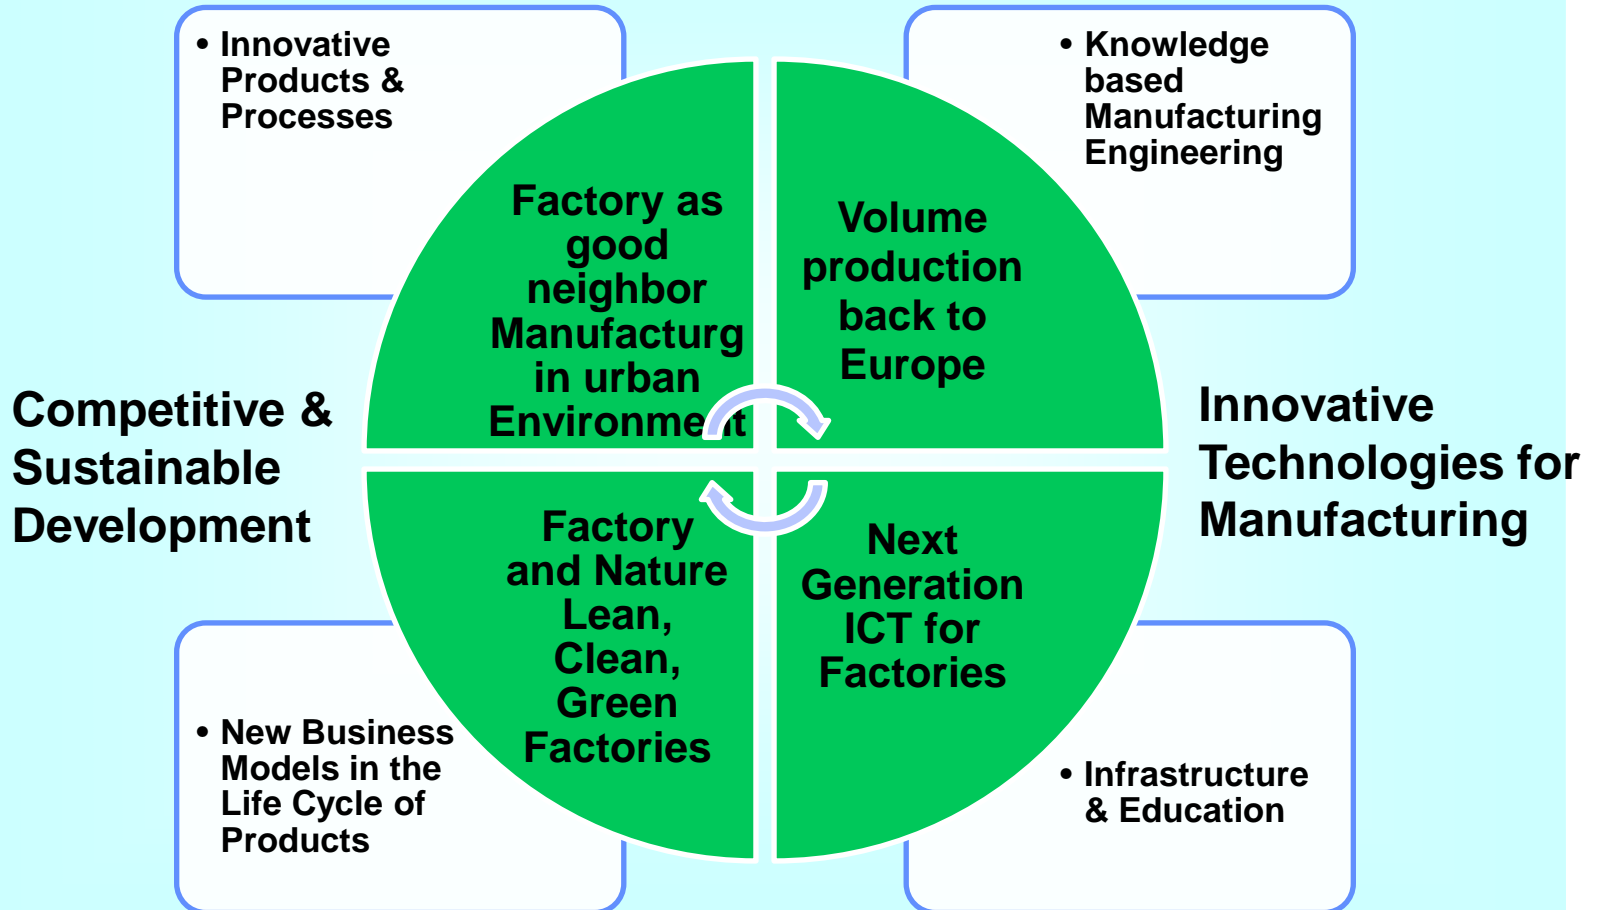 • Innovative
Products &
Processes
• Knowledge
based
Manufacturing
Engineering
Factory as
good
neighbor
Manufacturg
in urban
Environment
Volume
production
back to
Europe
Competitive &
Sustainable
Development
Innovative
Technologies for
Manufacturing
Factory
and Nature
Lean,
Clean,
Green
Factories
Next
Generation
ICT for
Factories
• New Business
Models in the
Life Cycle of
Products
• Infrastructure
& Education